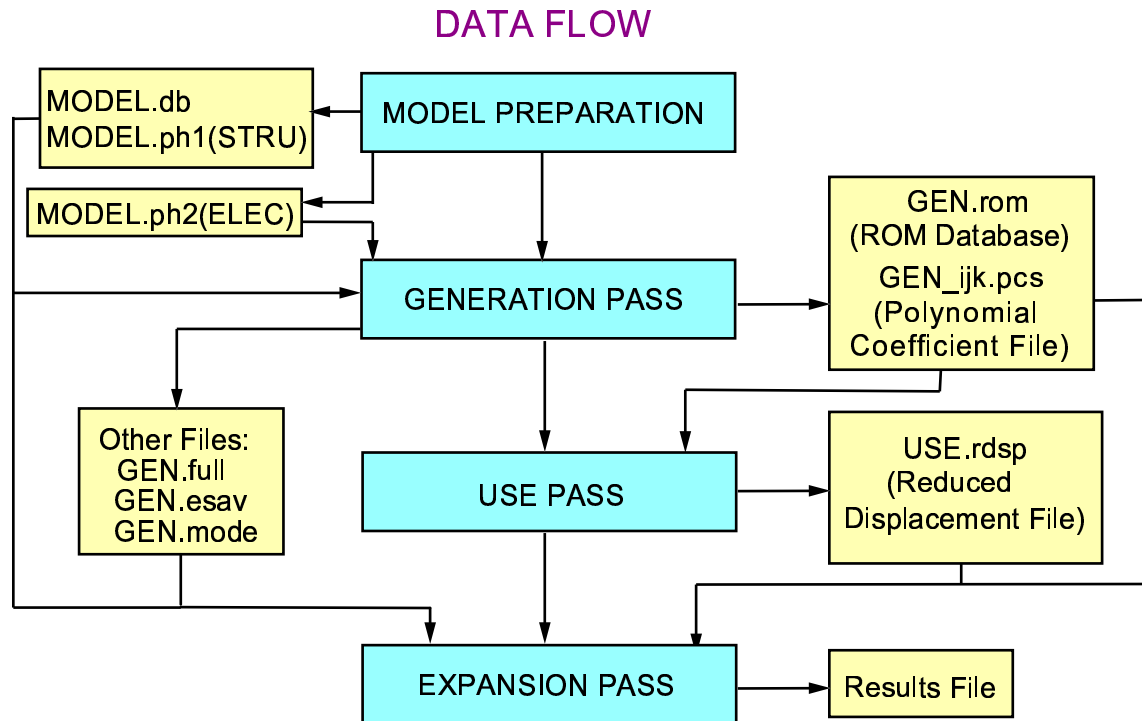 DATA FLOW
MODEL.db
MODEL.ph1(STRU)
MODEL PREPARATION
MODEL.ph2(ELEC)
GEN.rom
(ROM Database)
GEN_ijk.pcs
(Polynomial
Coefficient File)
GENERATION PASS
Other Files:
GEN.full
GEN.esav
GEN.mode
USE PASS
USE.rdsp
(Reduced
Displacement File)
EXPANSION PASS
Results File